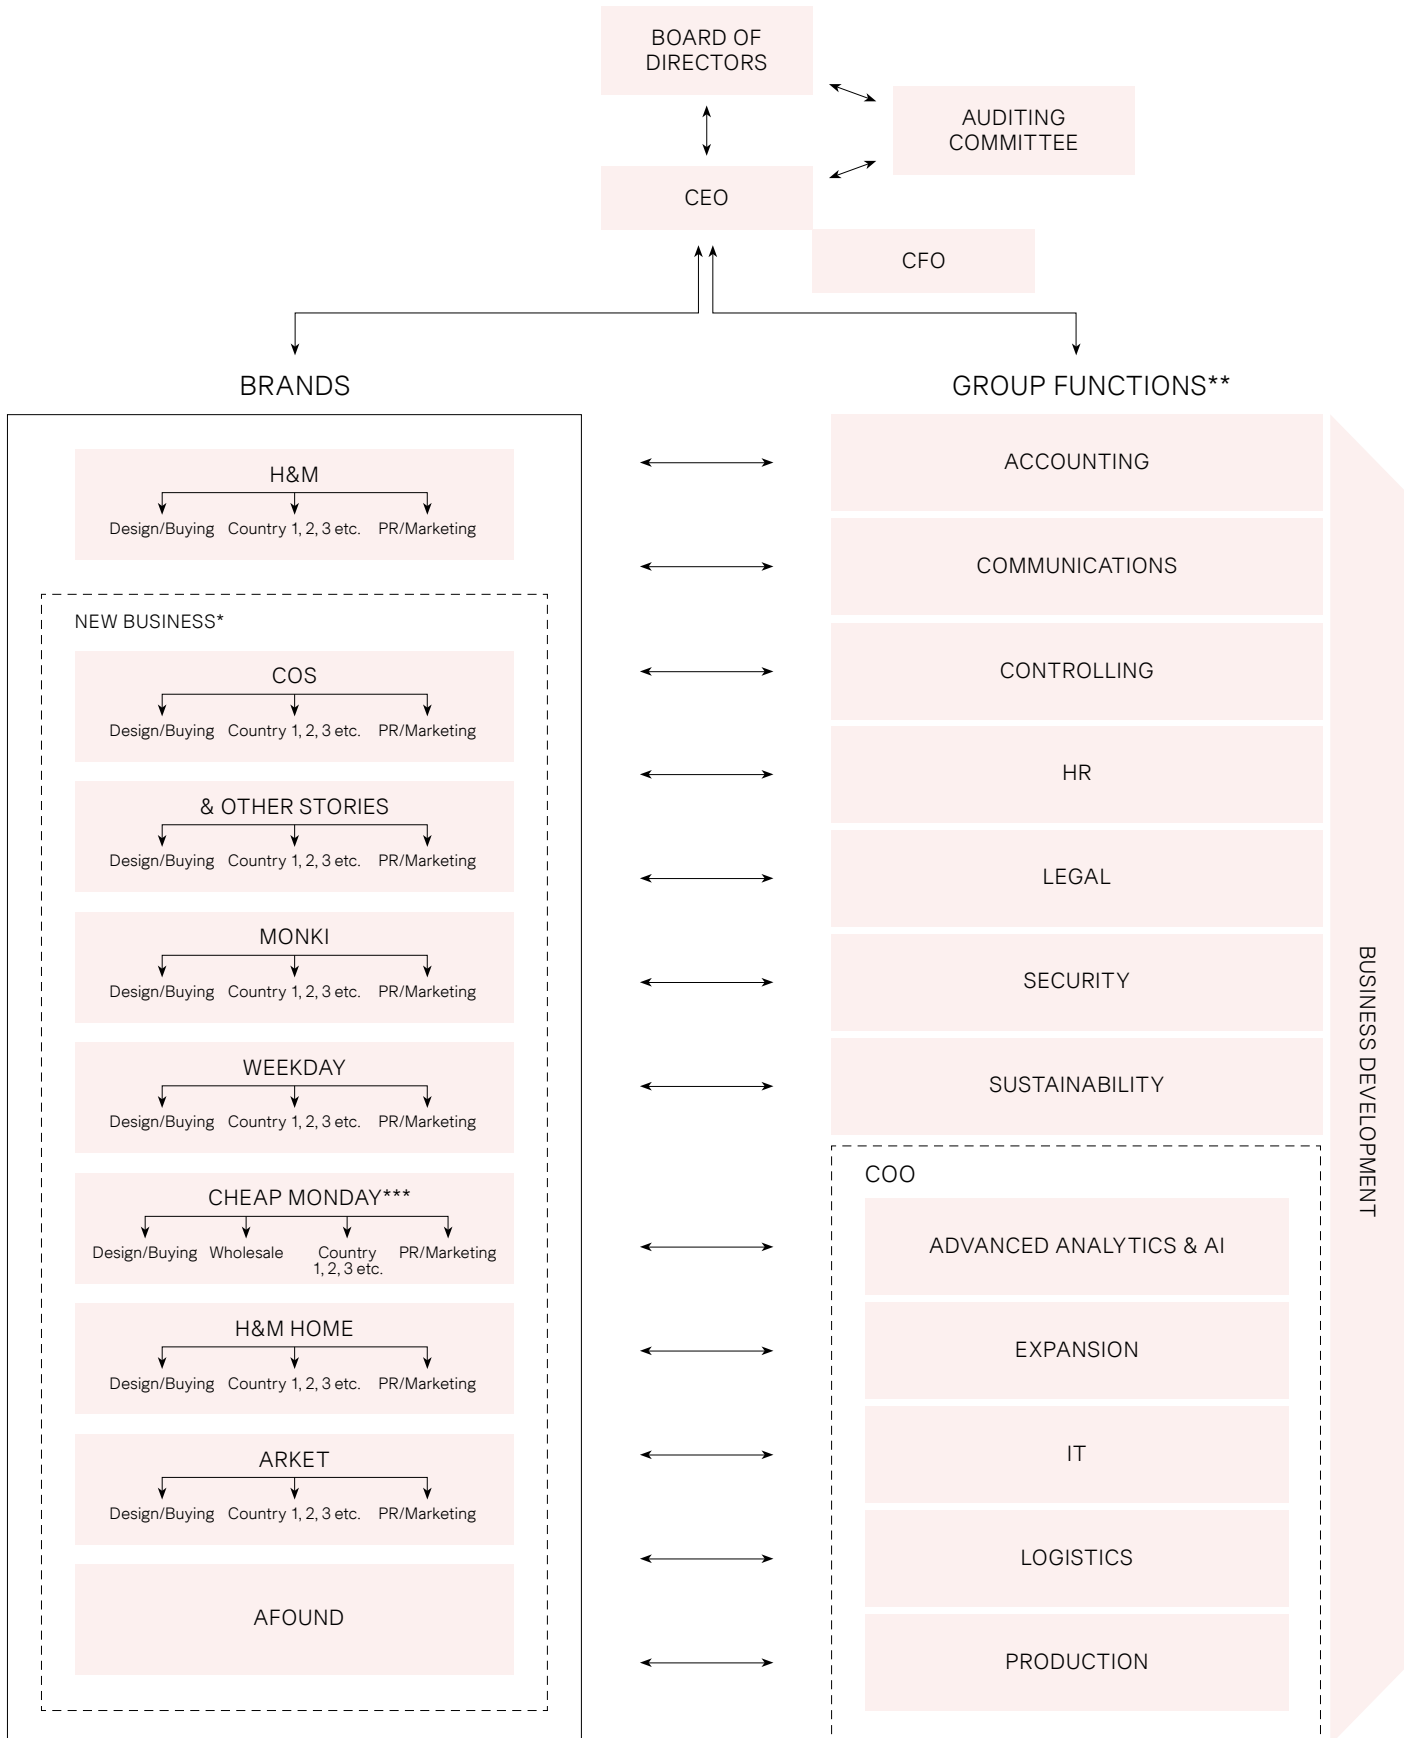 BOARD OF
DIRECTORS
AUDITING
COMMITTEE
CEO
CFO
BRANDS
H&M
Design/Buying Country 1, 2, 3 etc. PR/Marketing
NEW BUSINESS*
COS
Design/Buying Country 1, 2, 3 etc. PR/Marketing
& OTHER STORIES
Design/Buying Country 1, 2, 3 etc. PR/Marketing
MONKI
Design/Buying Country 1, 2, 3 etc. PR/Marketing
WEEKDAY
Design/Buying Country 1, 2, 3 etc. PR/Marketing
CHEAP MONDAY***
Design/Buying Wholesale Country PR/Marketing
1, 2, 3 etc.
H&M HOME
Design/Buying Country 1, 2, 3 etc. PR/Marketing
ARKET
Design/Buying Country 1, 2, 3 etc. PR/Marketing
AFOUND
GROUP FUNCTIONS**
ACCOUNTING
COMMUNICATIONS
CONTROLLING
HR
LEGAL
SECURITY
SUSTAINABILITY
COO
ADVANCED ANALYTICS & AI
EXPANSION
IT
LOGISTICS
PRODUCTION
BUSINESS DEVELOPMENT